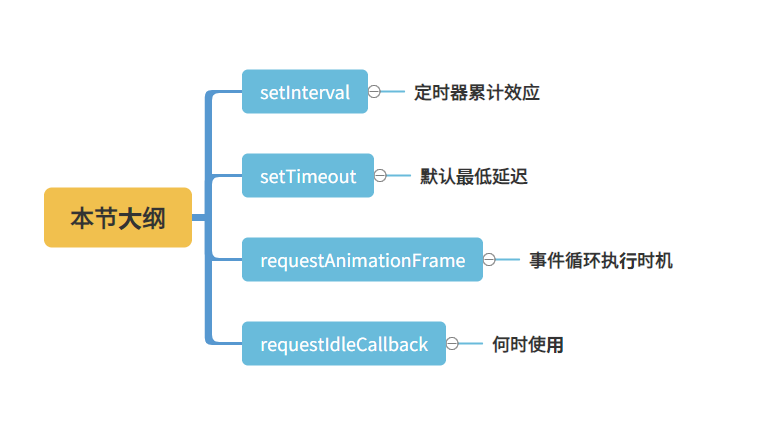 本节大纲
setInterval
定时器累计效应
setTimeout
默认最低延迟
requestAnimationFrame
事件循环执行时机
requestIdleCallback
何时使用